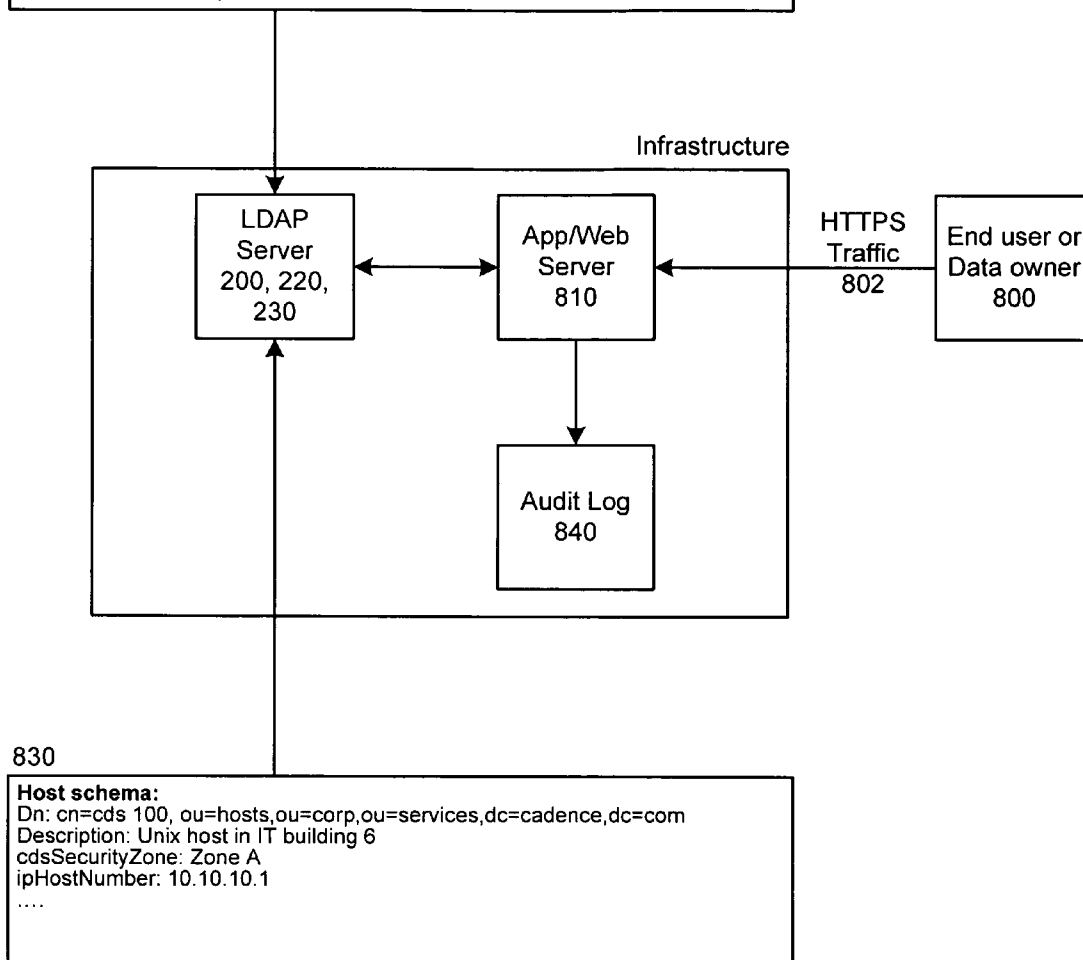 Infrastructure
LDAP
Server
200, 220,
230
App/Web
Server
810
HTTPS
Traffic
802
End user or
Data owner
800
Audit Log
840
830
Host schema:
Dn: cn=cds 100, ou=hosts,ou=corp,ou=services,dc=cadence,dc=com
Description: Unix host in IT building 6
cdsSecurityZone: Zone A
ipHostNumber: 10.10.10.1
....